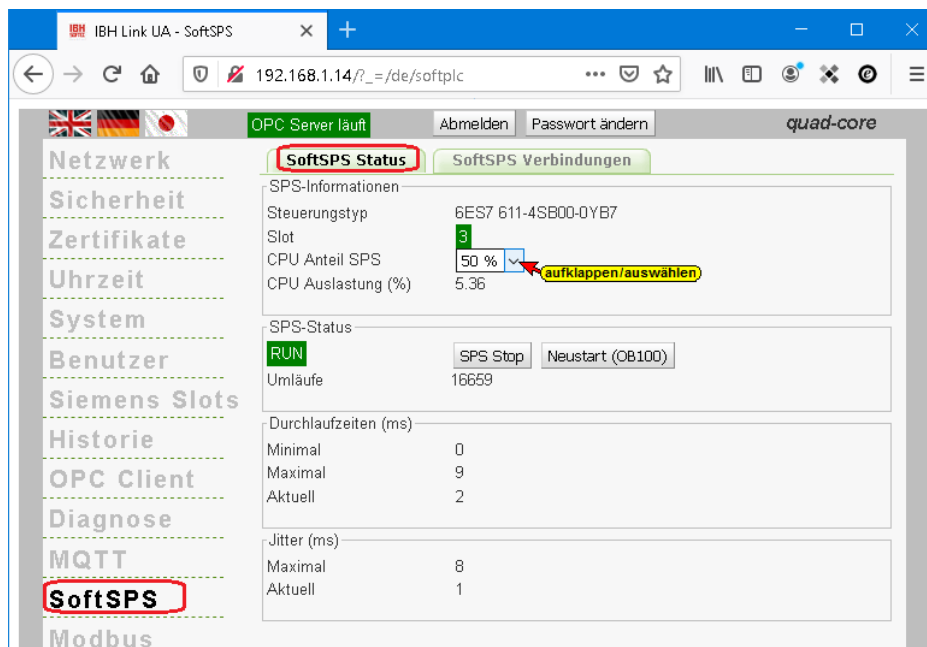 IBH Link UA - SoftSPS
192.168.1.14/?_=/de/softplc
OPC Server läuft
Abmelden
Passwort ändern
quad-core
Netzwerk
Sicherheit
Zertifikate
Uhrzeit
System
Benutzer
Siemens Slots
Historie
OPC Client
Diagnose
MQTT
SoftSPS
Modbus
SoftSPS Status
SoftSPS Verbindungen
SPS-Informationen
Steuerungstyp 6ES7 611-4SB00-0YB7
Slot 3
CPU Anteil SPS 50 %
aufklappen/auswählen
CPU Auslastung (%) 5.36
SPS-Status
RUN SPS Stop Neustart (OB100)
Umläufe 16659
Durchlaufzeiten (ms)
Minimal 0
Maximal 9
Aktuell 2
Jitter (ms)
Maximal 8
Aktuell 1